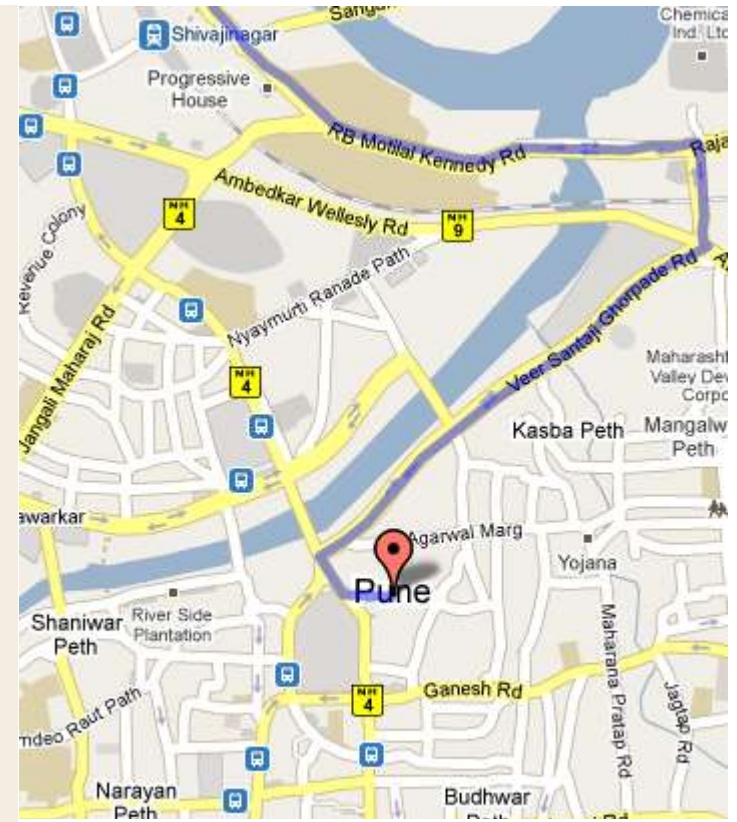 Sangam
Shivajinagar
Chemica
Ind. Ltd
Progressive
House
RB Motilal Kennedy Rd
Raja
Ambedkar Wellesly Rd
NH
4
NH
9
Revenue Colony
Nyaymurti Ranade Path
Jangali Maharaj Rd
NH
4
Veer Santaji Ghorpade Rd
Maharasht
Valley Dev
Corpo
Kasba Peth
Mangalw
Peth
awarkar
Agarwal Marg
Yojana
Pune
Shaniwar
Peth
River Side
Plantation
Maharana Pratap Rd
Jagtap Rd
Ganesh Rd
NH
4
mdeo Raut Path
Narayan
Peth
Budhwar
Peth
Rd